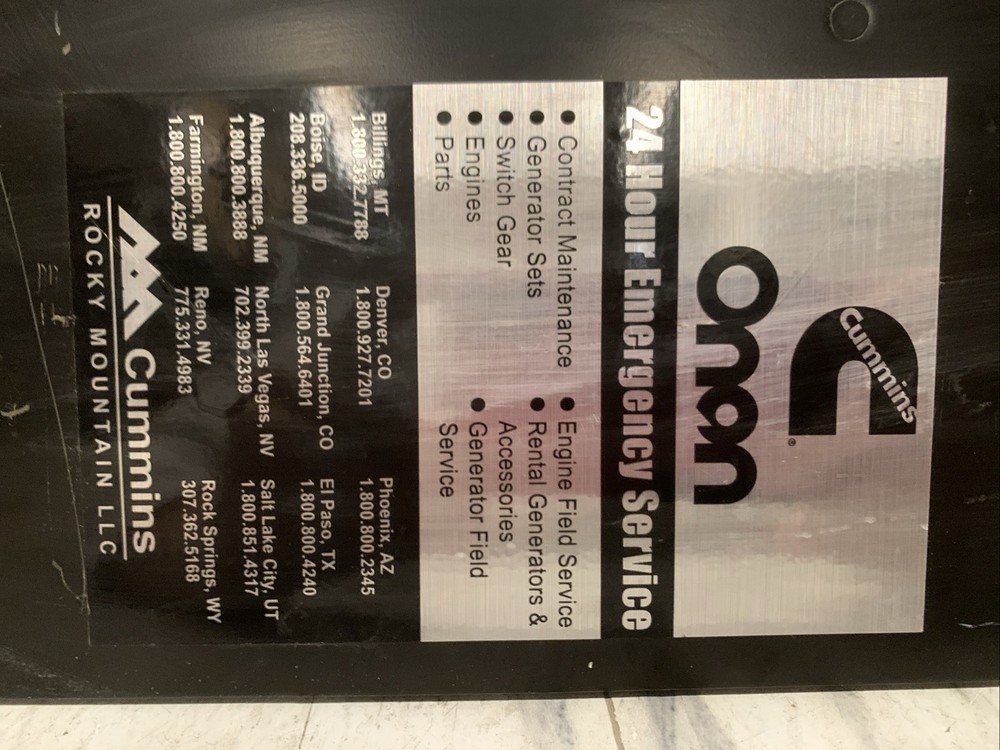 Cummins
onan®
24 Hour Emergency Service
• Contract Maintenance
• Generator Sets
• Switch Gear
• Engines
• Parts
• Engine Field Service
• Rental Generators &
Accessories
• Generator Field
Service
Billings, MT
1.800.332.7788
Denver, CO
1.800.927.7201
Phoenix, AZ
1.800.800.2345
Boise, ID
208.336.5000
Grand Junction, CO
1.800.564.6401
El Paso, TX
1.800.800.4240
Albuquerque, NM
1.800.800.3888
North Las Vegas, NV
702.399.2339
Salt Lake City, UT
1.800.851.4317
Farmington, NM
1.800.800.4250
Reno, NV
775.331.4983
Rock Springs, WY
307.362.5168
Cummins
ROCKY MOUNTAIN LLC